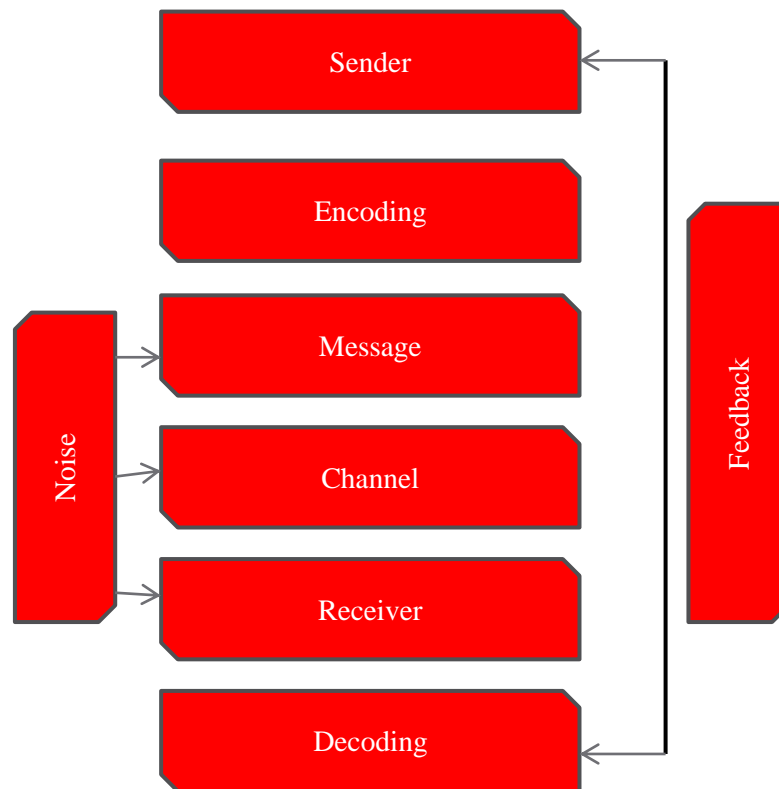 Sender
Encoding
Message
Channel
Receiver
Decoding
Noise
Feedback